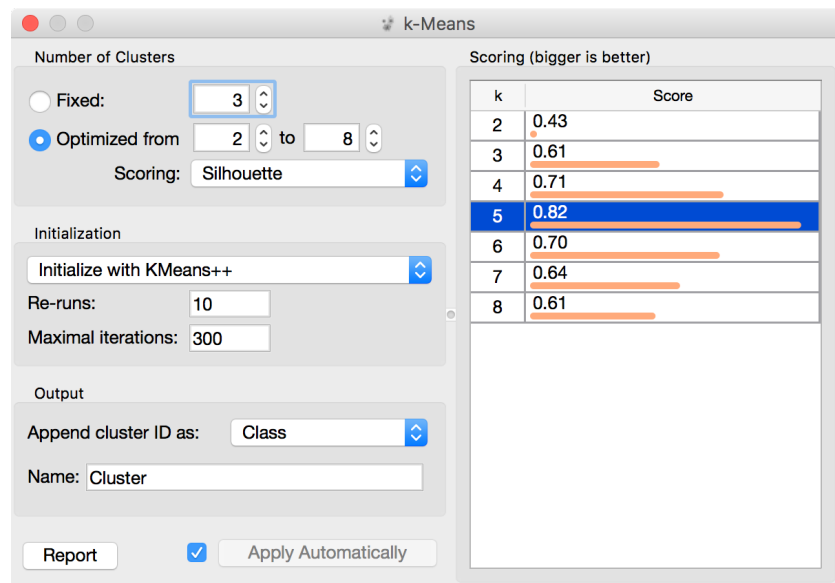 k-Means
Number of Clusters
Fixed: 3
Optimized from 2 to 8
Scoring: Silhouette
Initialization
Initialize with KMeans++
Re-runs: 10
Maximal iterations: 300
Output
Append cluster ID as: Class
Name: Cluster
Report Apply Automatically
Scoring (bigger is better)
k Score
2 0.43
3 0.61
4 0.71
5 0.82
6 0.70
7 0.64
8 0.61